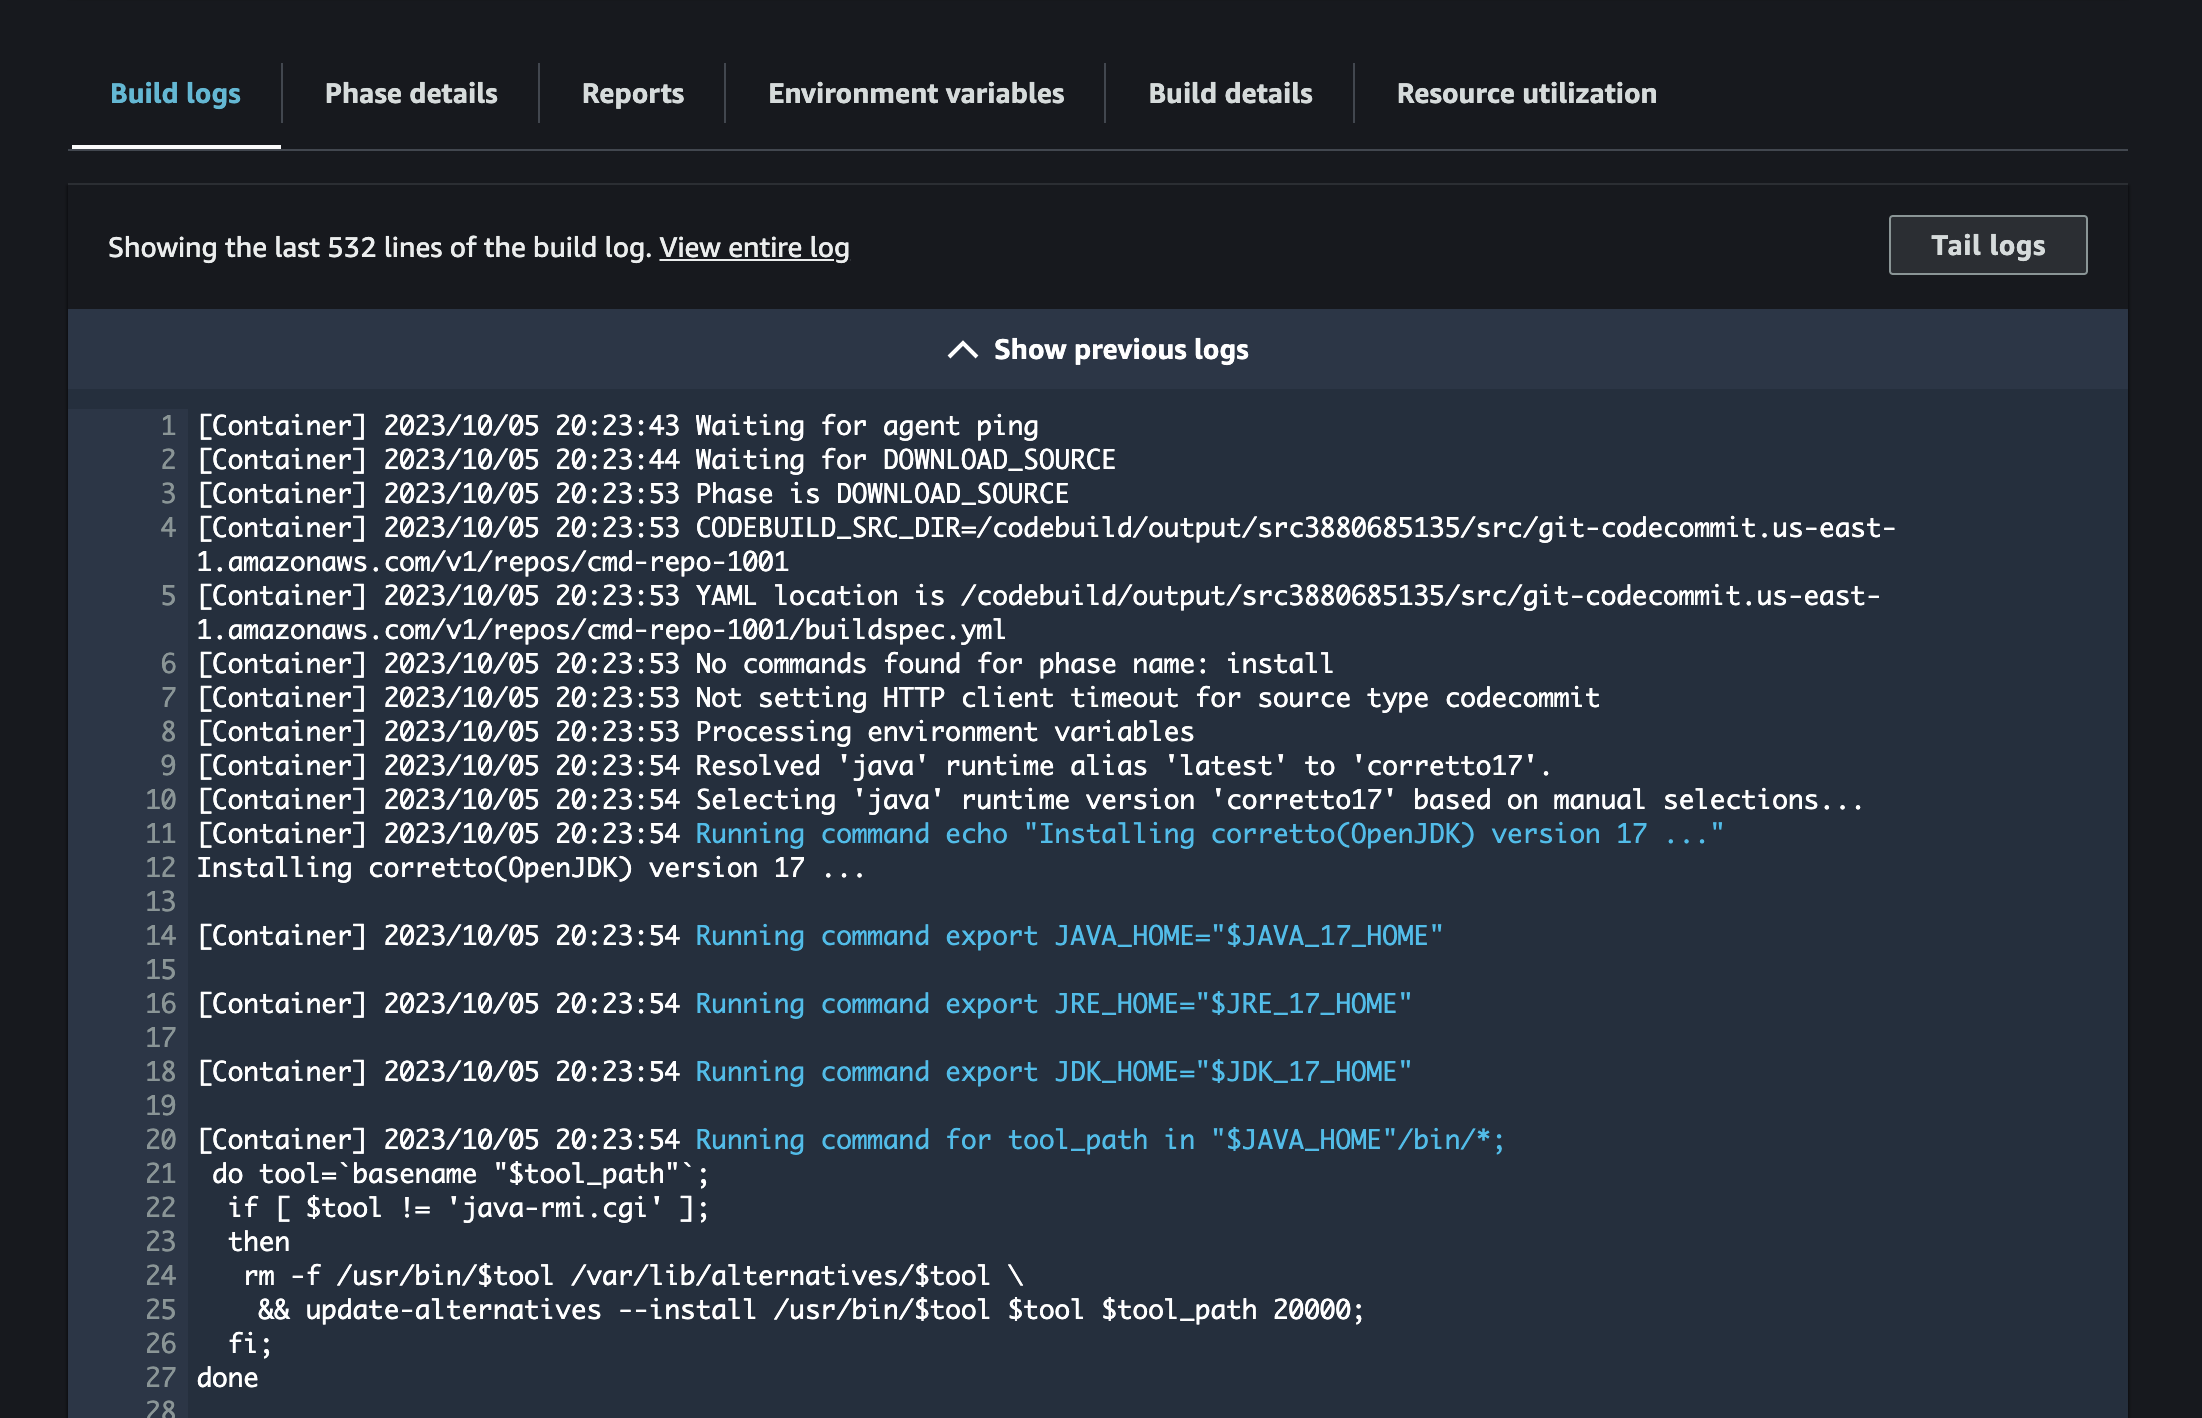 Build logs
Phase details
Reports
Environment variables
Build details
Resource utilization
Showing the last 532 lines of the build log. View entire log
Tail logs
Show previous logs
1 [Container] 2023/10/05 20:23:43 Waiting for agent ping
2 [Container] 2023/10/05 20:23:44 Waiting for DOWNLOAD_SOURCE
3 [Container] 2023/10/05 20:23:53 Phase is DOWNLOAD_SOURCE
4 [Container] 2023/10/05 20:23:53 CODEBUILD_SRC_DIR=/codebuild/output/src3880685135/src/git-codecommit.us-east-
1.amazonaws.com/v1/repos/cmd-repo-1001
5 [Container] 2023/10/05 20:23:53 YAML location is /codebuild/output/src3880685135/src/git-codecommit.us-east-
1.amazonaws.com/v1/repos/cmd-repo-1001/buildspec.yml
6 [Container] 2023/10/05 20:23:53 No commands found for phase name: install
7 [Container] 2023/10/05 20:23:53 Not setting HTTP client timeout for source type codecommit
8 [Container] 2023/10/05 20:23:53 Processing environment variables
9 [Container] 2023/10/05 20:23:54 Resolved 'java' runtime alias 'latest' to 'corretto17'.
10 [Container] 2023/10/05 20:23:54 Selecting 'java' runtime version 'corretto17' based on manual selections...
11 [Container] 2023/10/05 20:23:54 Running command echo "Installing corretto(OpenJDK) version 17 ..."
12 Installing corretto(OpenJDK) version 17 ...
13
14 [Container] 2023/10/05 20:23:54 Running command export JAVA_HOME="$JAVA_17_HOME"
15
16 [Container] 2023/10/05 20:23:54 Running command export JRE_HOME="$JRE_17_HOME"
17
18 [Container] 2023/10/05 20:23:54 Running command export JDK_HOME="$JDK_17_HOME"
19
20 [Container] 2023/10/05 20:23:54 Running command for tool_path in "$JAVA_HOME"/bin/*;
21 do tool=`basename "$tool_path"`;
22 if [ $tool != 'java-rmi.cgi' ];
23 then
24 rm -f /usr/bin/$tool /var/lib/alternatives/$tool \
25 && update-alternatives --install /usr/bin/$tool $tool $tool_path 20000;
26 fi;
27 done
28